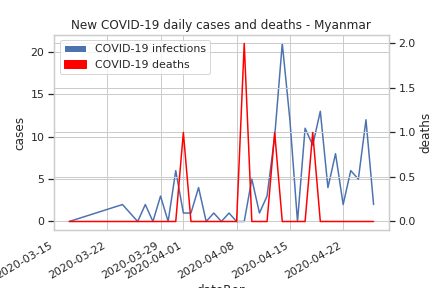 New COVID-19 daily cases and deaths - Myanmar
COVID-19 infections
COVID-19 deaths
cases
20
15
10
5
0
deaths
2.0
1.5
1.0
0.5
0.0
2020-03-15
2020-03-22
2020-03-29
2020-04-01
2020-04-08
2020-04-15
2020-04-22
dateRep